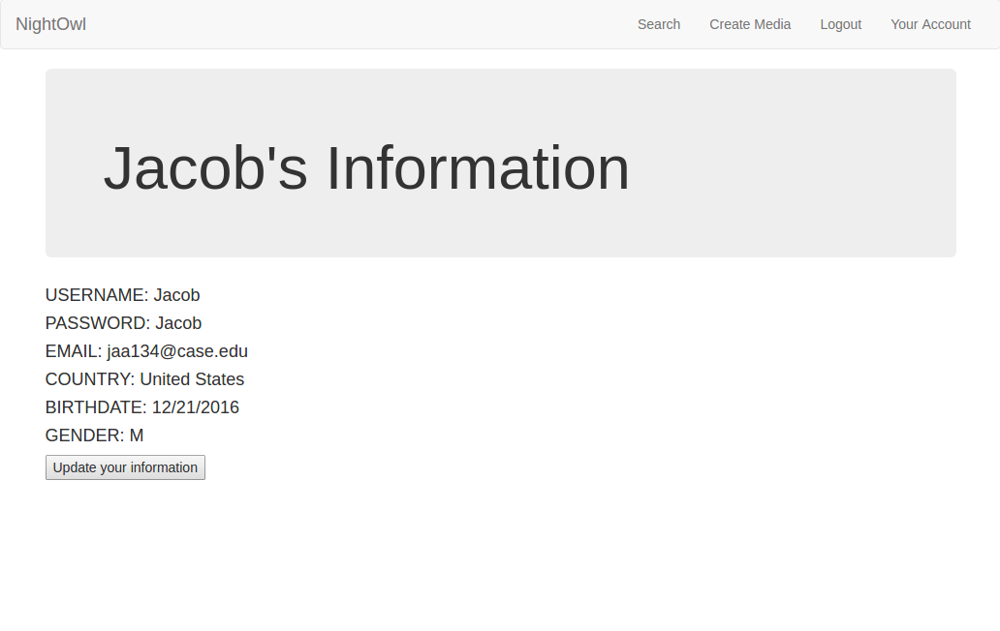 NightOwl Search Create Media Logout Your Account
Jacob's Information
USERNAME: Jacob
PASSWORD: Jacob
EMAIL: jaa134@case.edu
COUNTRY: United States
BIRTHDATE: 12/21/2016
GENDER: M
Update your information